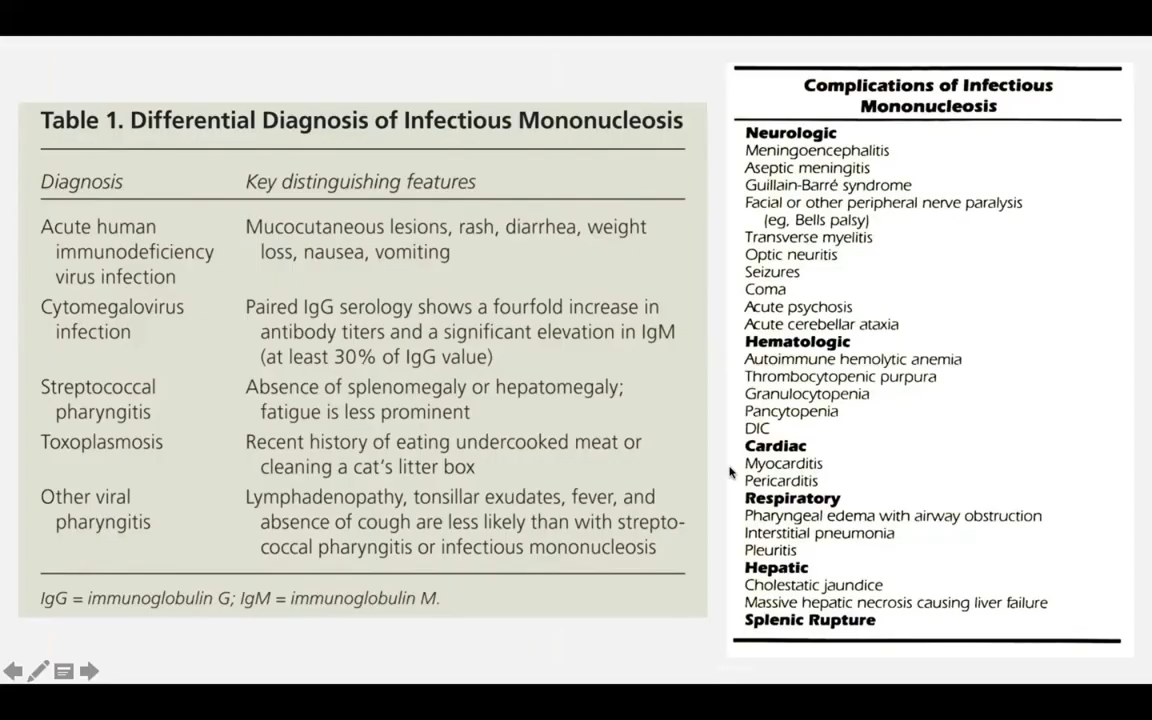 Table 1. Differential Diagnosis of Infectious Mononucleosis
Diagnosis Key distinguishing features
Acute human immunodeficiency virus infection
Mucocutaneous lesions, rash, diarrhea, weight
loss, nausea, vomiting
Cytomegalovirus
infection
Paired IgG serology shows a fourfold increase in
antibody titers and a significant elevation in IgM
(at least 30% of IgG value)
Streptococcal
pharyngitis
Absence of splenomegaly or hepatomegaly;
fatigue is less prominent
Toxoplasmosis
Recent history of eating undercooked meat or
cleaning a cat's litter box
Other viral
pharyngitis
Lymphadenopathy, tonsillar exudates, fever, and
absence of cough are less likely than with strepto-
coccal pharyngitis or infectious mononucleosis
IgG = immunoglobulin G; IgM = immunoglobulin M.
Complications of Infectious
Mononucleosis
Neurologic
Meningoencephalitis
Aseptic meningitis
Guillain-Barré syndrome
Facial or other peripheral nerve paralysis
(eg, Bells palsy)
Transverse myelitis
Optic neuritis
Seizures
Coma
Acute psychosis
Acute cerebellar ataxia
Hematologic
Autoimmune hemolytic anemia
Thrombocytopenic purpura
Granulocytopenia
Pancytopenia
DIC
Cardiac
Myocarditis
Pericarditis
Respiratory
Pharyngeal edema with airway obstruction
Interstitial pneumonia
Pleuritis
Hepatic
Cholestatic jaundice
Massive hepatic necrosis causing liver failure
Splenic Rupture